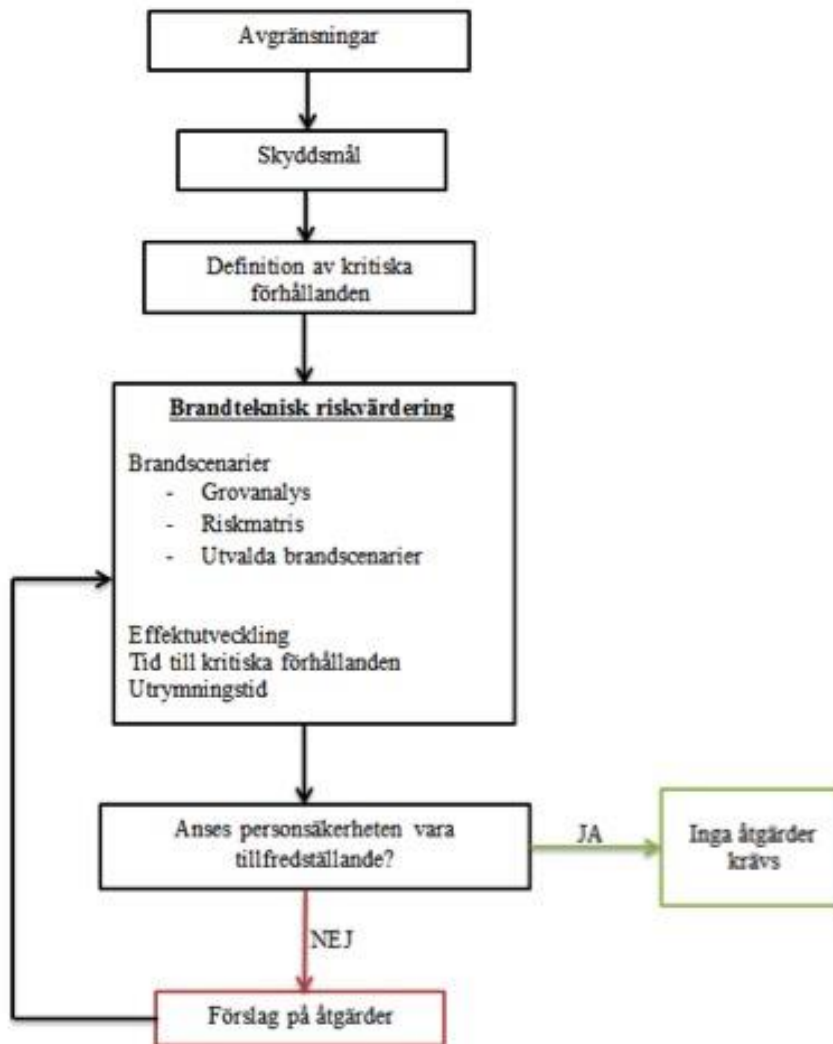 Avgränsningar
Skyddsmål
Definition av kritiska
förhållanden
Brandteknisk riskvärdering
Brandscenarier
- Grovanalys
- Riskmatris
- Utvalda brandscenarier
Effektutveckling
Tid till kritiska förhållanden
Utrymningstid
Anses personsäkerheten vara
tillfredställande?
JA
Inga åtgärder
krävs
NEJ
Förslag på åtgärder